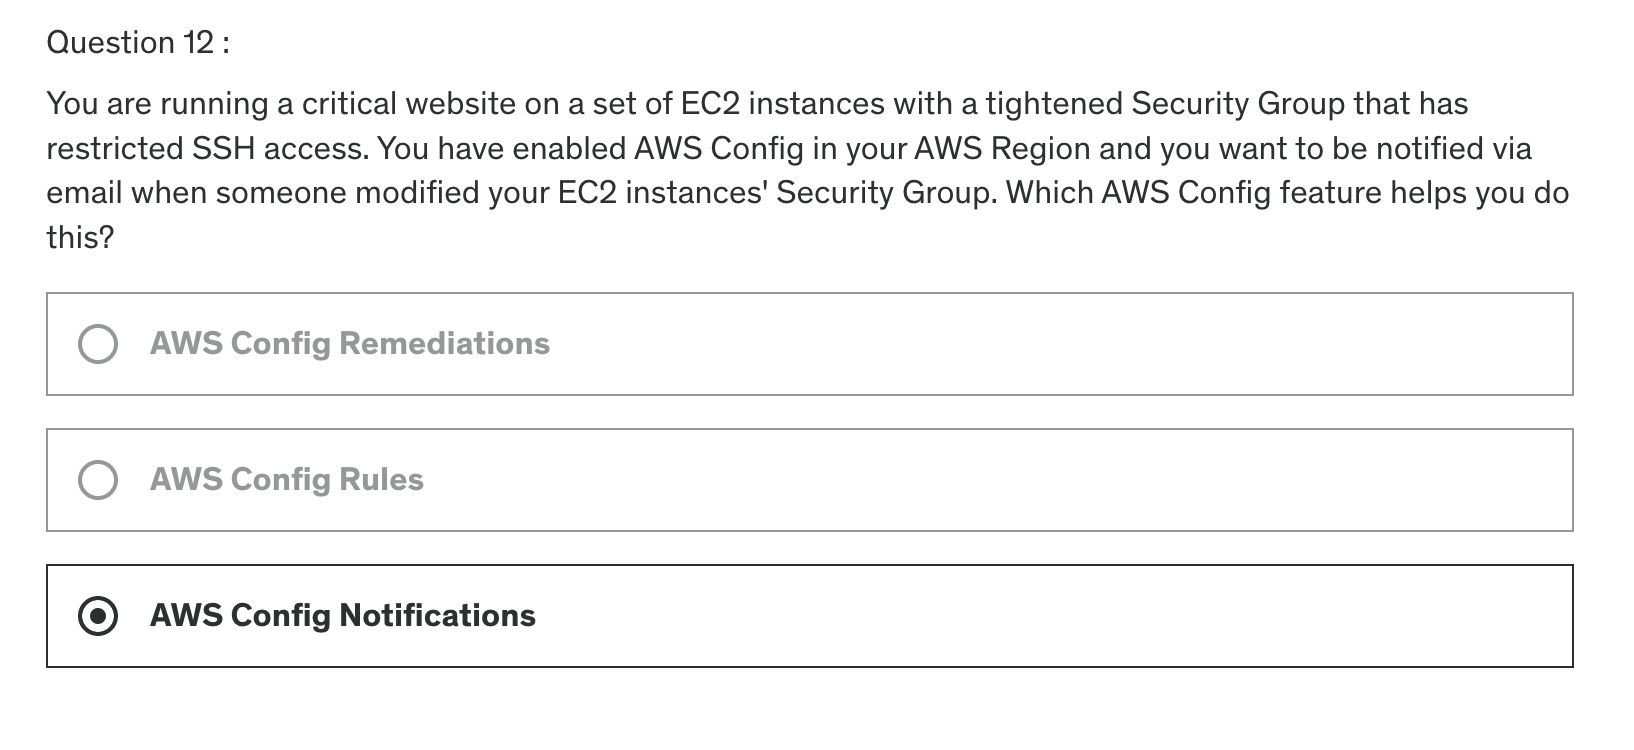 Question 12 :
You are running a critical website on a set of EC2 instances with a tightened Security Group that has
restricted SSH access. You have enabled AWS Config in your AWS Region and you want to be notified via
email when someone modified your EC2 instances' Security Group. Which AWS Config feature helps you do
this?
AWS Config Remediations
AWS Config Rules
AWS Config Notifications